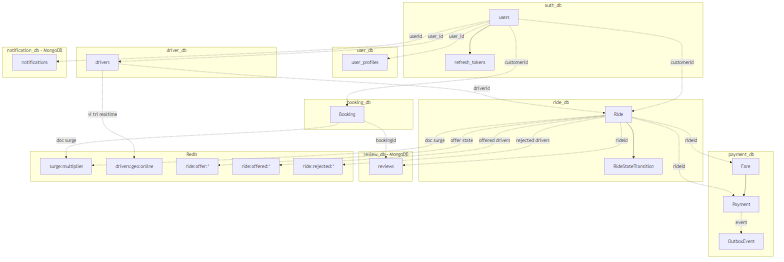 auth_db
users
notification_db - MongoDB
driver_db
user_db
userId
user_id
user_id
customerId
customerId
notifications
drivers
user_profiles
refresh_tokens
driverId
booking_db
ride_db
vi tri realtime
Booking
Ride
doc surge
bookingId
doc surge
offer state
offered drivers
rejected drivers
rideId
rideId
rideId
payment_db
Redis
review_db - MongoDB
surge:multiplier
drivers:geo:online
ride:offer:*
ride:offered:*
ride:rejected:*
reviews
RideStateTransition
Fare
Payment
event
OutboxEvent